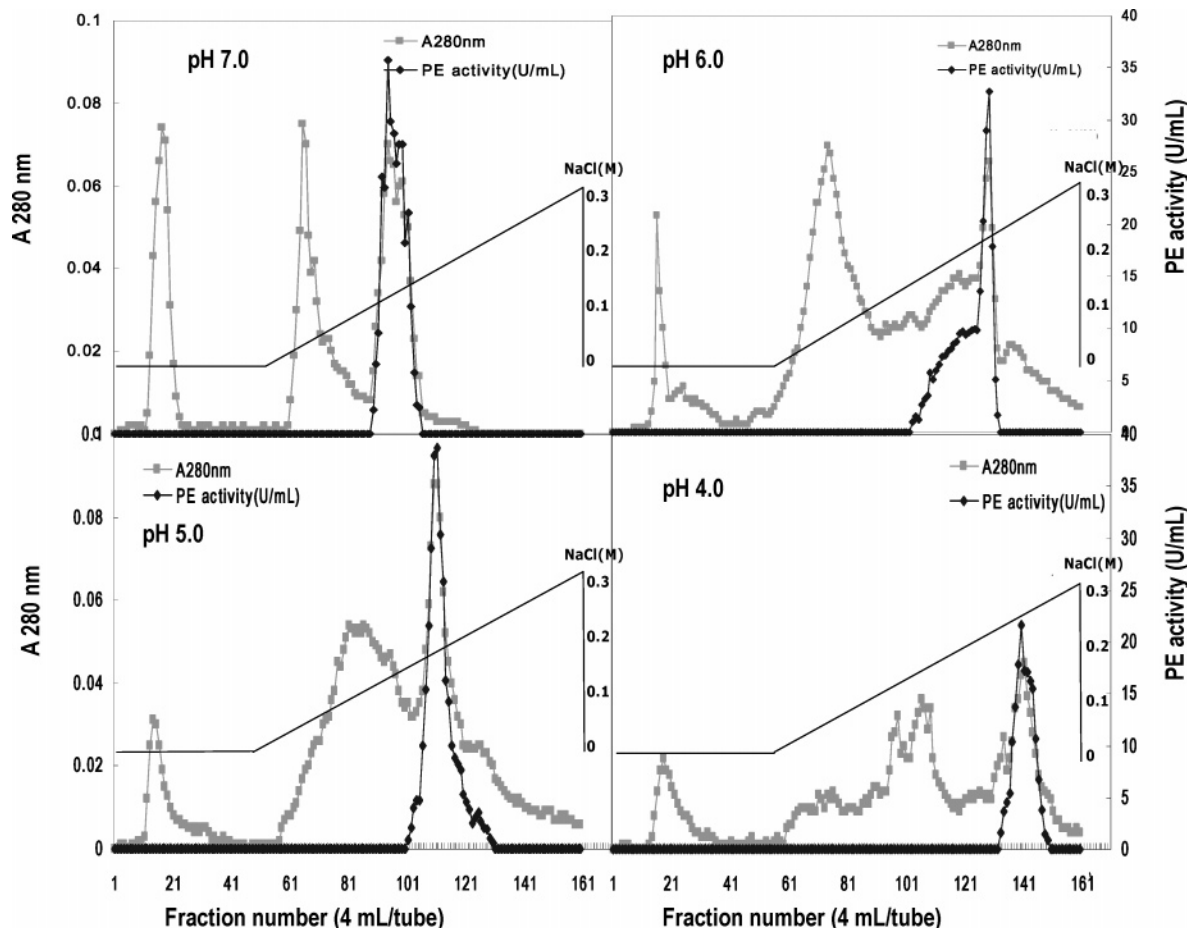 0.1
0.08
0.06
0.04
0.02
0.1
A 280 nm
pH 7.0
A280nm
PE activity(U/mL)
NaCl(M)
0.3
0.2
0.1
0
pH 6.0
A280nm
PE activity(U/mL)
NaCl(M)
0.3
0.2
0.1
0
40
35
30
25
20
15
10
5
PE activity (U/mL)
0.08
0.06
0.04
0.02
0
A 280 nm
A280nm
PE activity(U/mL)
pH 5.0
NaCl(M)
0.3
0.2
0.1
0
1 21 41 61 81 101 121 141 161
Fraction number (4 mL/tube)
pH 4.0
A280nm
PE activity(U/mL)
NaCl(M)
0.3
0.2
0.1
0
40
35
30
25
20
15
10
5
0
PE activity (U/mL)
1 21 41 61 81 101 121 141 161
Fraction number (4 mL/tube)